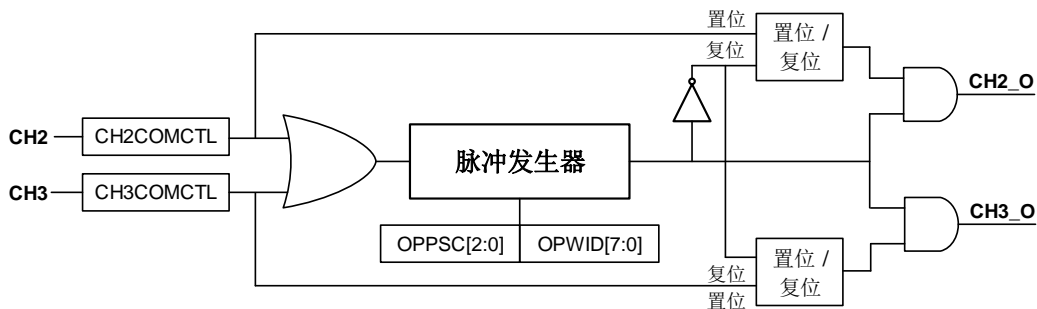 置位
复位
置位 /
复位
CH2_O
CH2
CH2COMCTL
脉冲发生器
CH3
CH3COMCTL
CH3_O
OPPSC[2:0]
OPWID[7:0]
复位
置位
置位 /
复位